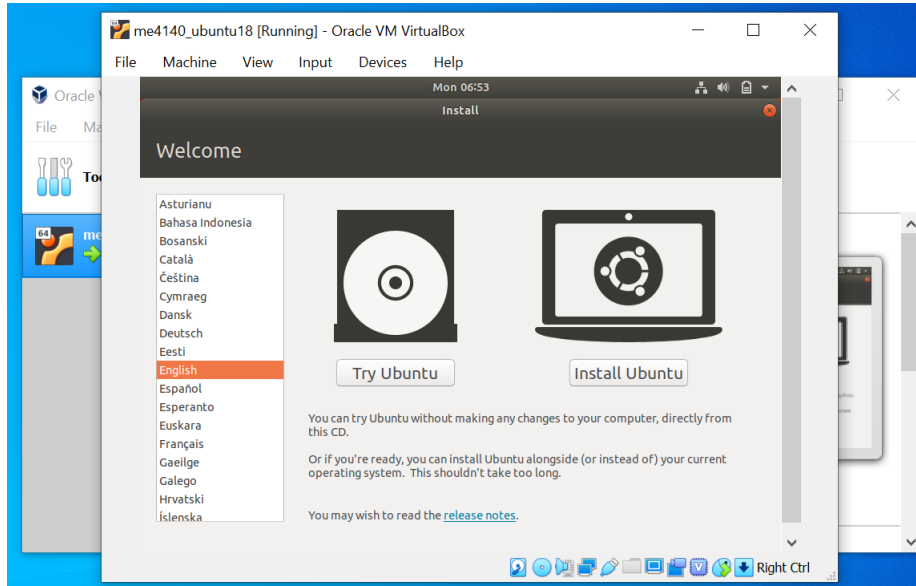 me4140_ubuntu18 [Running] - Oracle VM VirtualBox
File Machine View Input Devices Help
Oracle
File
Mon 06:53
Install
Welcome
64
me
Asturianu
Bahasa Indonesia
Bosanski
Català
Čeština
Cymraeg
Dansk
Deutsch
Eesti
English
Español
Esperanto
Euskara
Français
Gaeilge
Galego
Hrvatski
Íslenska
Try Ubuntu
Install Ubuntu
You can try Ubuntu without making any changes to your computer, directly from
this CD.
Or if you're ready, you can install Ubuntu alongside (or instead of) your current
operating system. This shouldn't take too long.
You may wish to read the release notes.
Right Ctrl